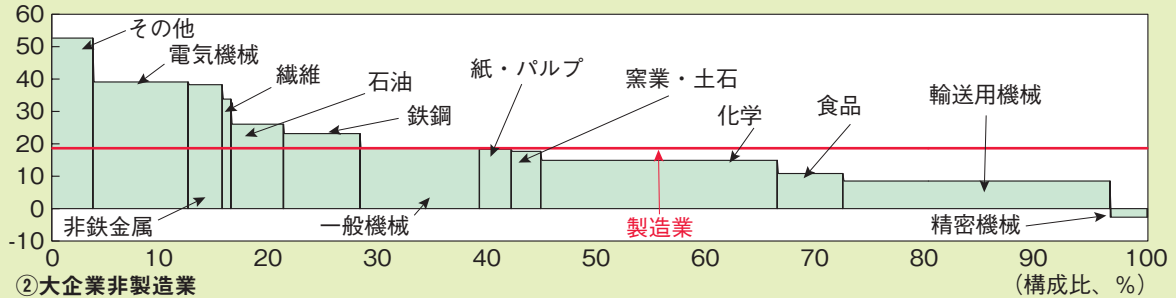 60
50
40
30
20
10
0
-10
その他
電気機械
繊維
石油
鉄鋼
紙・パルプ
窯業・土石
化学
食品
輸送用機械
非鉄金属
一般機械
製造業
精密機械
0 10 20 30 40 50 60 70 80 90 100
(構成比、%)
②大企業非製造業